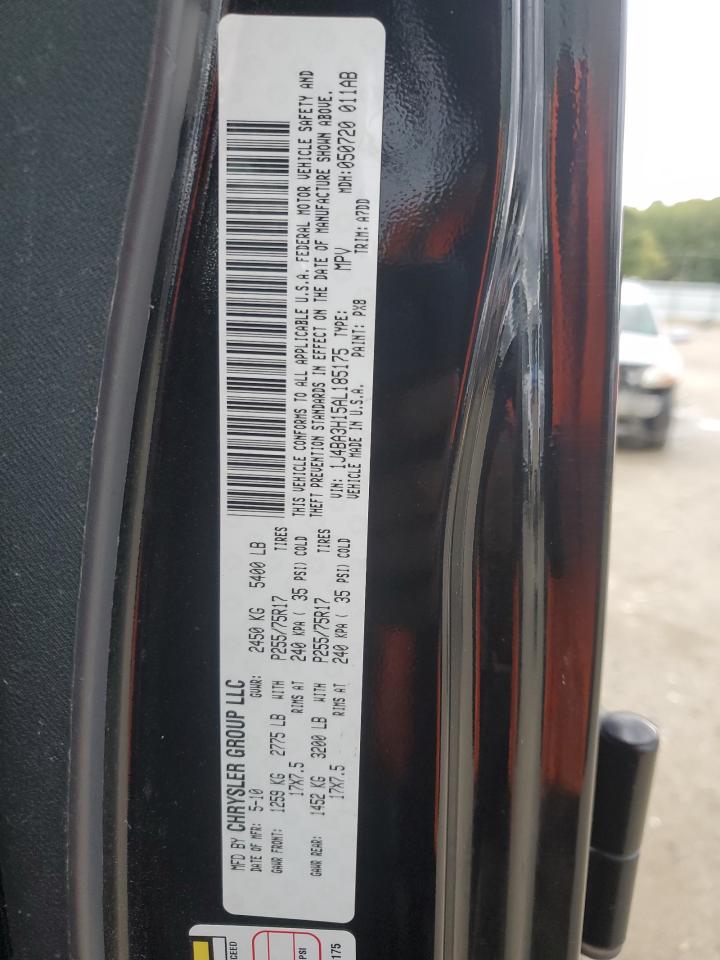 MFD BY CHRYSLER GROUP LLC
DATE OF MFR: 5-10 GVWR: 2450 KG 5400 LB
GAWR FRONT: 1259 KG 2775 LB WITH P255/75R17 TIRES
17X7.5 RIMS AT 240 KPA ( 35 PSI) COLD
GAWR REAR: 1452 KG 3200 LB WITH P255/75R17 TIRES
17X7.5 RIMS AT 240 KPA ( 35 PSI) COLD
THIS VEHICLE CONFORMS TO ALL APPLICABLE U.S.A. FEDERAL MOTOR VEHICLE SAFETY AND
THEFT PREVENTION STANDARDS IN EFFECT ON THE DATE OF MANUFACTURE SHOWN ABOVE.
VIN: 1J4BA3H15AL185175 TYPE: MPV MDH:050720 011AB
VEHICLE MADE IN U.S.A. PAINT: PX8 TRIM: A7DD
CEED
PSI
175